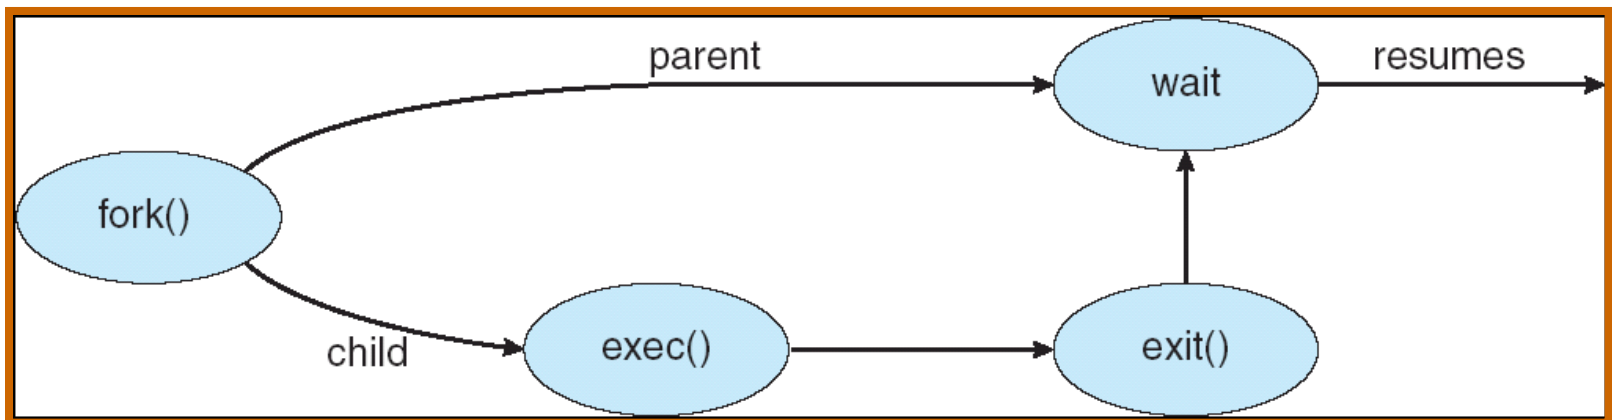 parent
wait
resumes
fork()
child
exec()
exit()